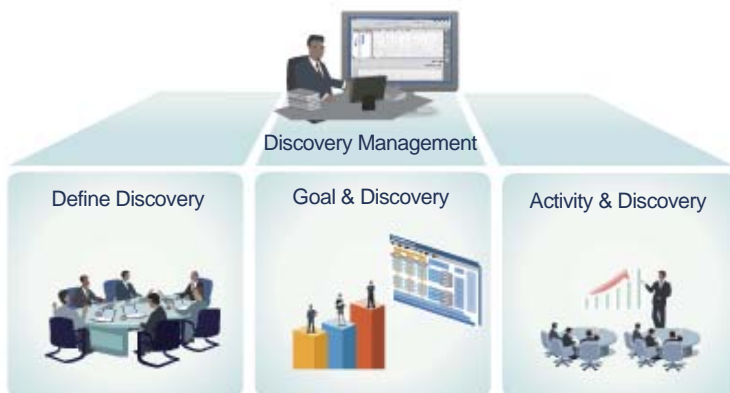 Discovery Management
Define Discovery
Goal & Discovery
Activity & Discovery